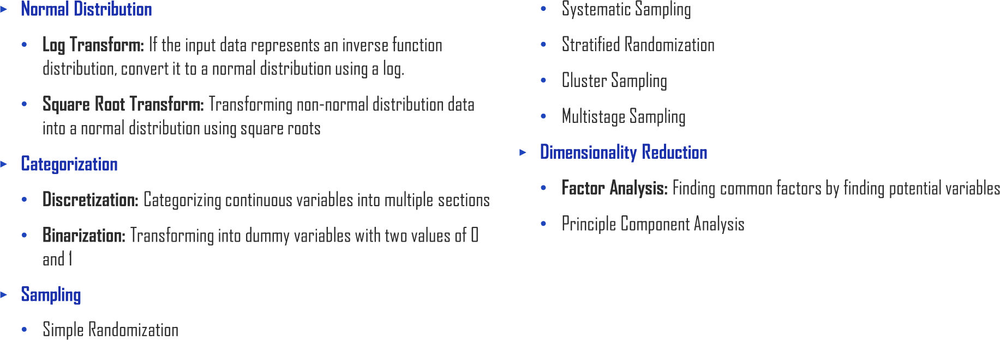 ▸ Normal Distribution
• Log Transform: If the input data represents an inverse function
distribution, convert it to a normal distribution using a log.
• Square Root Transform: Transforming non-normal distribution data
into a normal distribution using square roots
▸ Categorization
• Discretization: Categorizing continuous variables into multiple sections
• Binarization: Transforming into dummy variables with two values of 0
and 1
▸ Sampling
• Simple Randomization
• Systematic Sampling
• Stratified Randomization
• Cluster Sampling
• Multistage Sampling
▸ Dimensionality Reduction
• Factor Analysis: Finding common factors by finding potential variables
• Principle Component Analysis